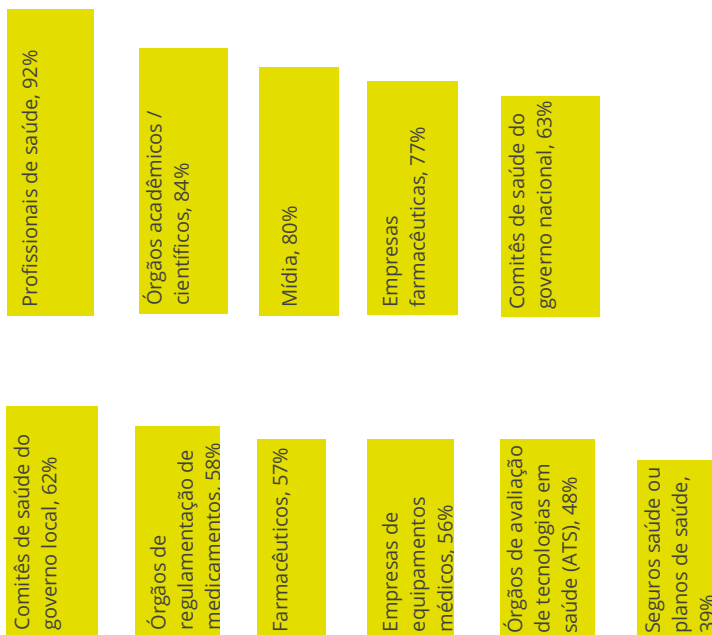 Profissionais de saúde, 92%
Órgãos acadêmicos /
científicos, 84%
Mídia, 80%
Empresas
farmacêuticas, 77%
Comitês de saúde do
governo nacional, 63%
Comitês de saúde do
governo local, 62%
Órgãos de
regulamentação de
medicamentos, 58%
Farmacêuticos, 57%
Empresas de
equipamentos
médicos, 56%
Órgãos de avaliação
de tecnologias em
saúde (ATS), 48%
Seguros saúde ou
planos de saúde,
39%